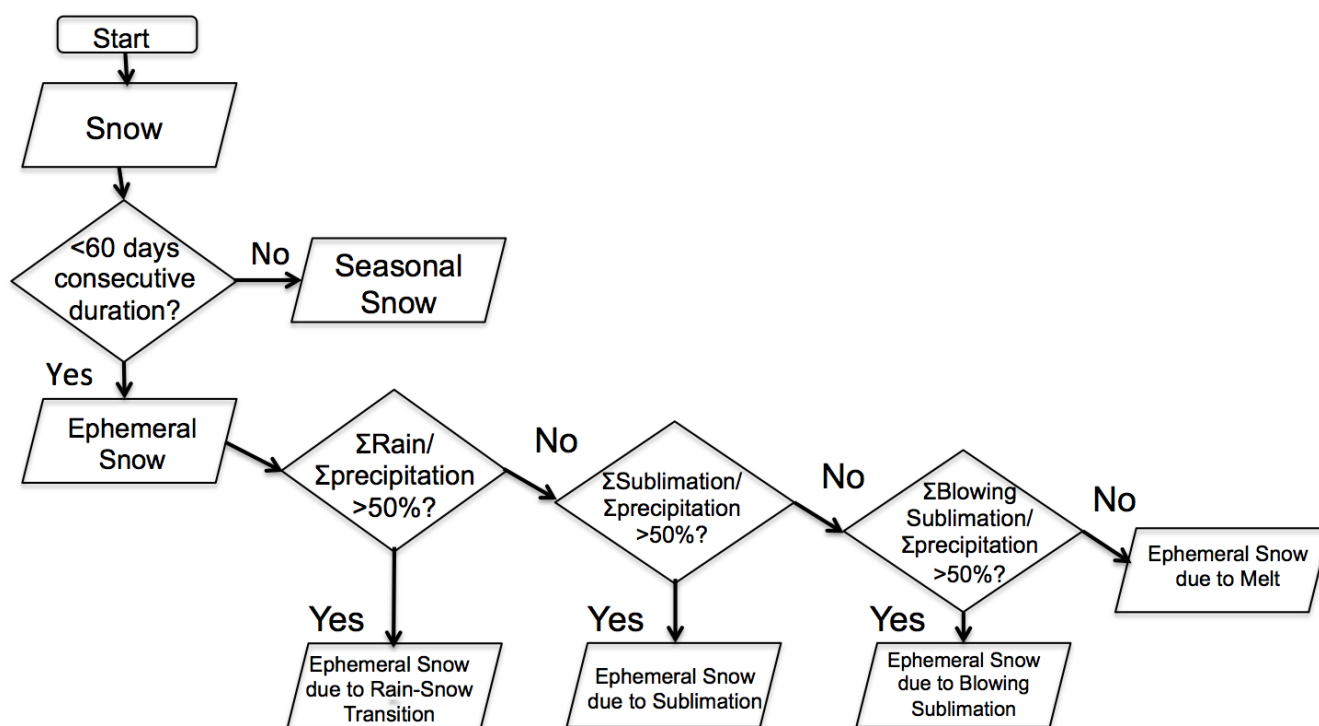 Start
Snow
<60 days
consecutive
duration?
No
Seasonal
Snow
Yes
Ephemeral
Snow
ΣRain/
Σprecipitation
>50%?
No
Yes
Ephemeral Snow
due to Rain-Snow
Transition
ΣSublimation/
Σprecipitation
>50%?
No
Yes
Ephemeral Snow
due to Sublimation
ΣBlowing
Sublimation/
Σprecipitation
>50%?
No
Yes
Ephemeral Snow
due to Blowing
Sublimation
Ephemeral Snow
due to Melt